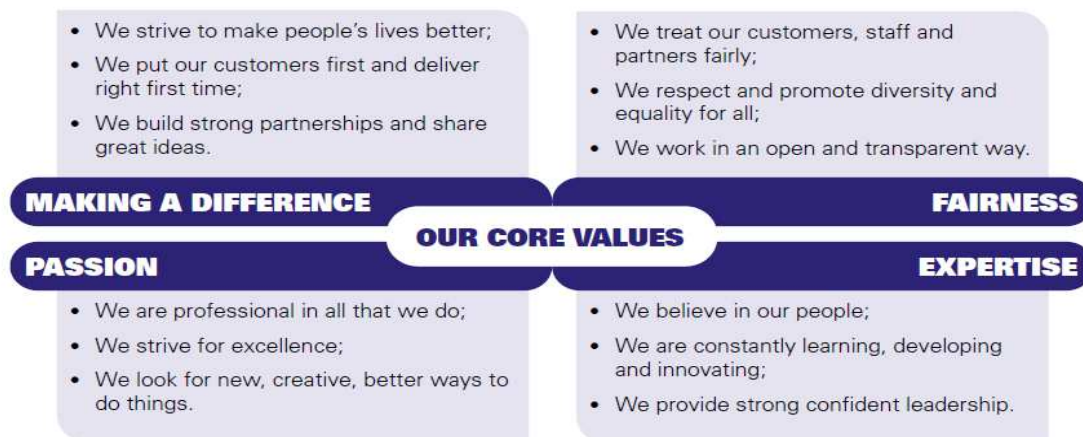 • We strive to make people's lives better;
• We put our customers first and deliver
right first time;
• We build strong partnerships and share
great ideas.
• We treat our customers, staff and
partners fairly;
• We respect and promote diversity and
equality for all;
• We work in an open and transparent way.
MAKING A DIFFERENCE
FAIRNESS
OUR CORE VALUES
PASSION
EXPERTISE
• We are professional in all that we do;
• We strive for excellence;
• We look for new, creative, better ways to
do things.
• We believe in our people;
• We are constantly learning, developing
and innovating;
• We provide strong confident leadership.